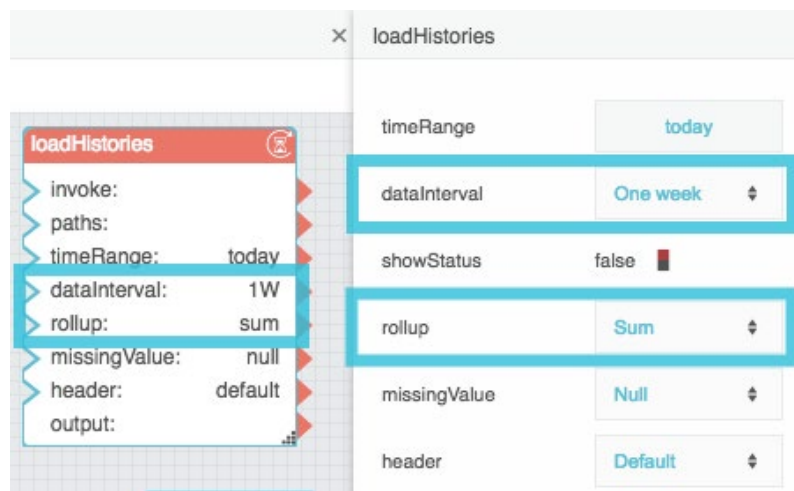 × loadHistories
loadHistories
invoke:
paths:
timeRange: today
dataInterval: 1W
rollup: sum
missingValue: null
header: default
output:
timeRange today
dataInterval One week
showStatus false
rollup Sum
missingValue Null
header Default